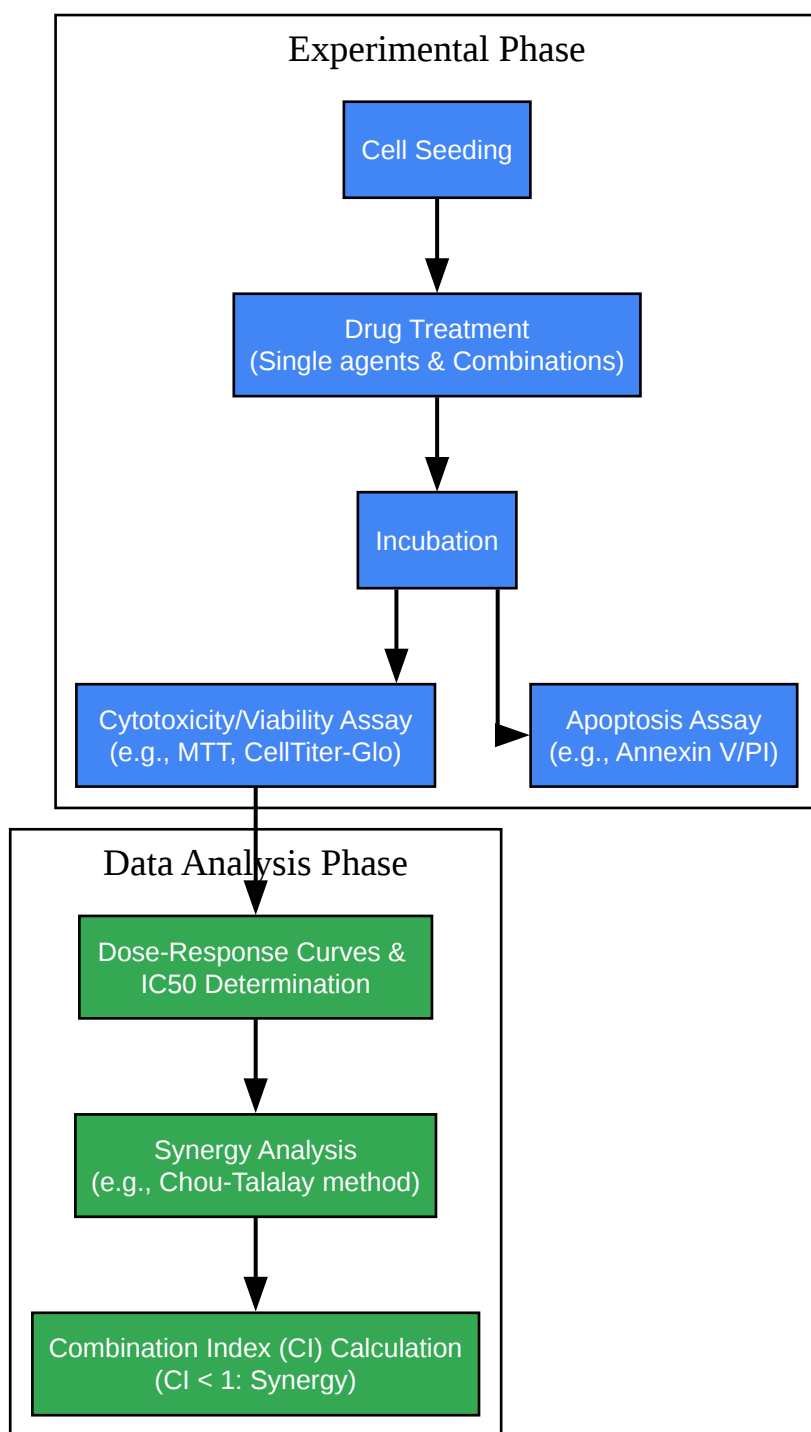 Experimental Phase
Cell Seeding
Drug Treatment
(Single agents & Combinations)
Incubation
Cytotoxicity/Viability Assay
(e.g., MTT, CellTiter-Glo)
Apoptosis Assay
(e.g., Annexin V/PI)
Data Analysis Phase
Dose-Response Curves &
IC50 Determination
Synergy Analysis
(e.g., Chou-Talalay method)
Combination Index (CI) Calculation
(CI < 1: Synergy)